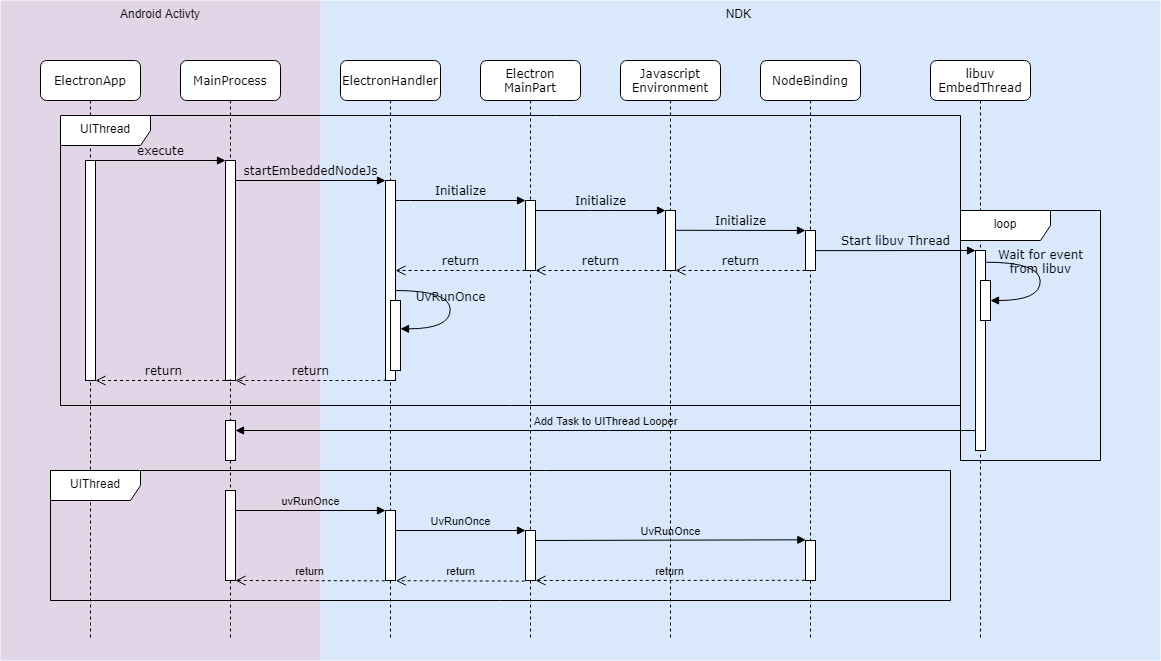 Android Activty
NDK
ElectronApp
MainProcess
ElectronHandler
Electron
MainPart
Javascript
Environment
NodeBinding
libuv
EmbedThread
UIThread
execute
startEmbeddedNodeJs
Initialize
Initialize
Initialize
loop
Start libuv Thread
Wait for event
from libuv
return
return
return
UvRunOnce
return
return
Add Task to UIThread Looper
UIThread
uvRunOnce
UvRunOnce
UvRunOnce
return
return
return